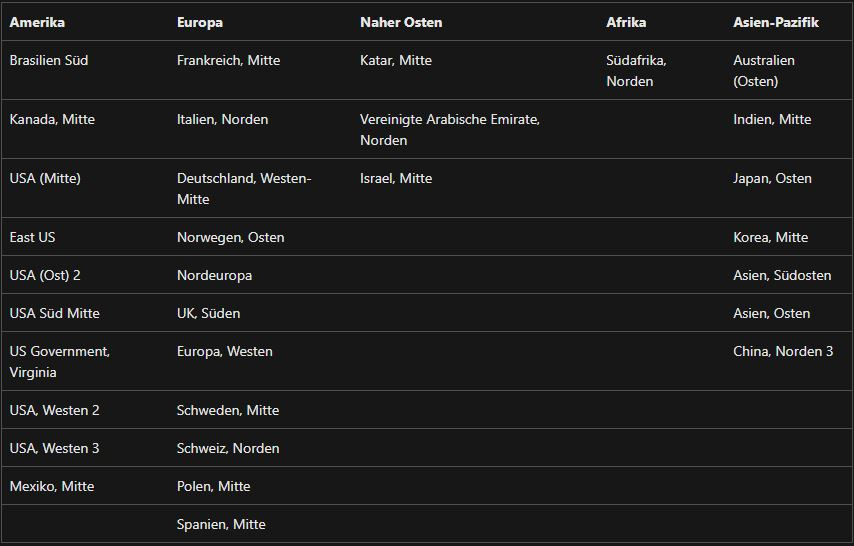 Amerika Europa Naher Osten Afrika Asien-Pazifik
Brasilien Süd Frankreich, Mitte Katar, Mitte Südafrika, Norden Australien (Osten)
Kanada, Mitte Italien, Norden Vereinigte Arabische Emirate, Norden Indien, Mitte
USA (Mitte) Deutschland, Westen-Mitte Israel, Mitte Japan, Osten
East US Norwegen, Osten Korea, Mitte
USA (Ost) 2 Nordeuropa Asien, Südosten
USA Süd Mitte UK, Süden Asien, Osten
US Government, Virginia Europa, Westen China, Norden 3
USA, Westen 2 Schweden, Mitte
USA, Westen 3 Schweiz, Norden
Mexiko, Mitte Polen, Mitte
Spanien, Mitte